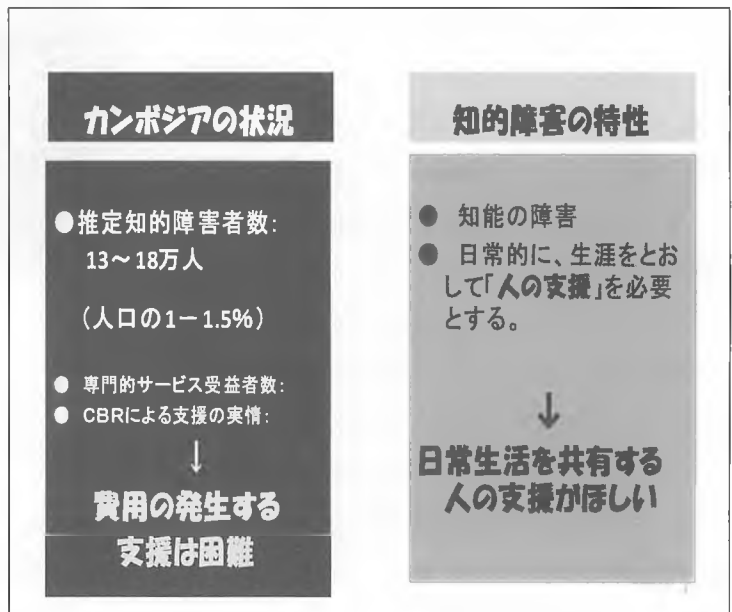 カンボジアの状況
●推定知的障害者数:
13～18万人
(人口の1－1.5%)
● 専門的サービス受益者数:
● CBRによる支援の実情:
↓
費用の発生する
支援は困難
知的障害の特性
● 知能の障害
● 日常的に、生涯をとお
して「人の支援」を必要
とする。
↓
日常生活を共有する
人の支援がほしい